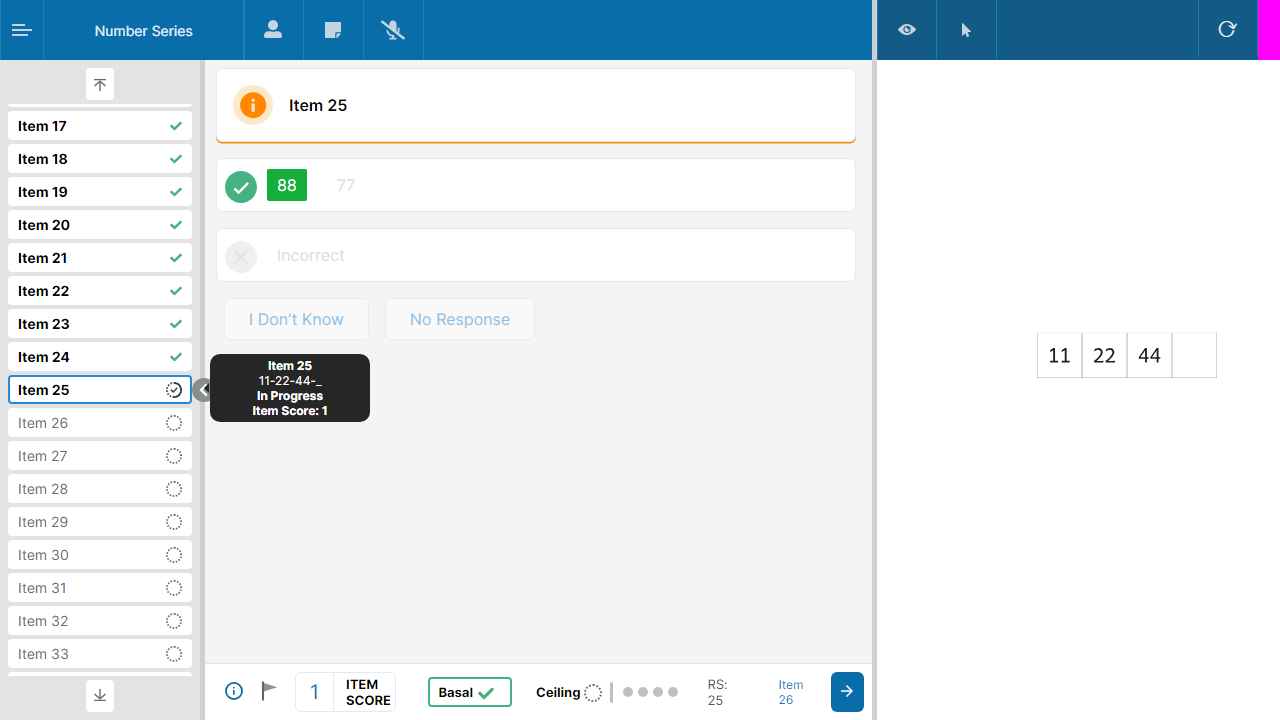 Number Series
Item 17
Item 18
Item 19
Item 20
Item 21
Item 22
Item 23
Item 24
Item 25
Item 26
Item 27
Item 28
Item 29
Item 30
Item 31
Item 32
Item 33
Item 25
88 77
Incorrect
I Don't Know No Response
Item 25
11-22-44-_
In Progress
Item Score: 1
11 22 44
1 ITEM
SCORE
Basal
Ceiling
RS:
25
Item
26